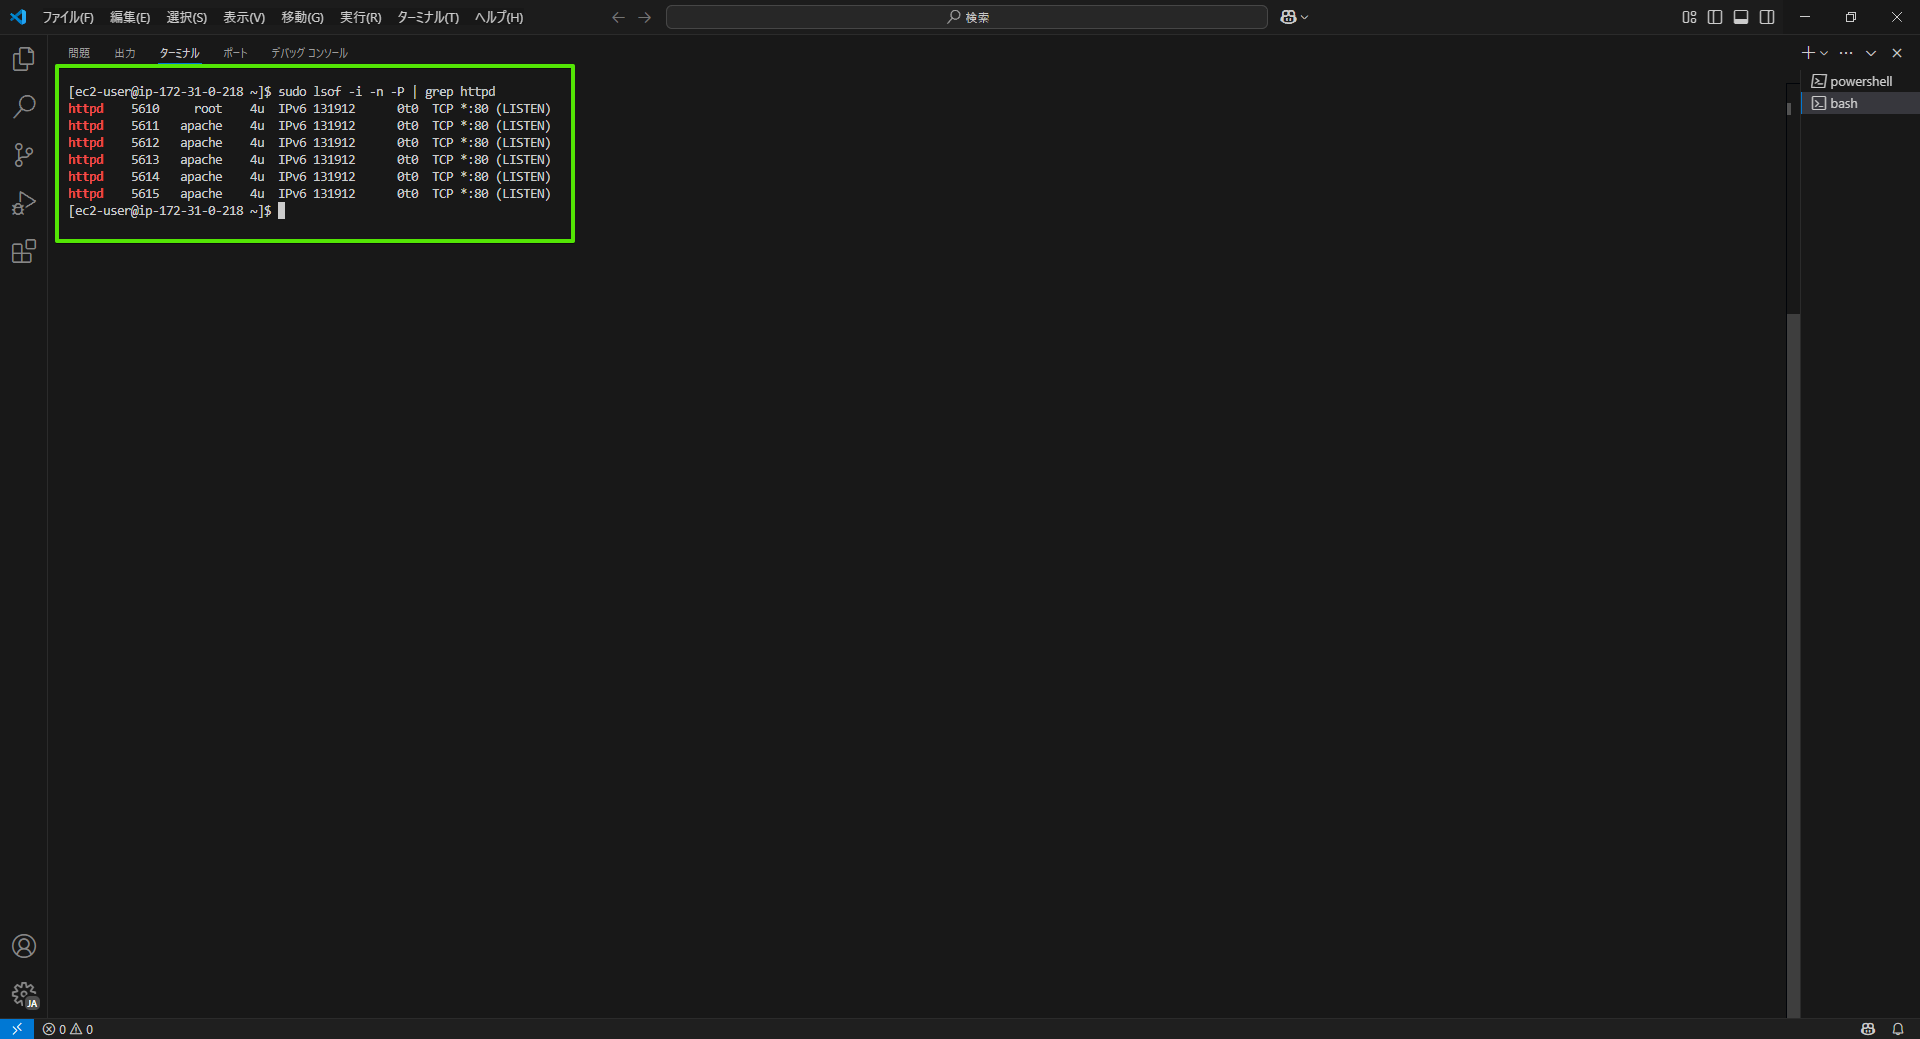 ファイル(F) 編集(E) 選択(S) 表示(V) 移動(G) 実行(R) ターミナル(T) ヘルプ(H) 検索
問題 出力 ターミナル ポート デバッグ コンソール
[ec2-user@ip-172-31-0-218 ~]$ sudo lsof -i -n -P | grep httpd
httpd 5610 root 4u IPv6 131912 0t0 TCP *:80 (LISTEN)
httpd 5611 apache 4u IPv6 131912 0t0 TCP *:80 (LISTEN)
httpd 5612 apache 4u IPv6 131912 0t0 TCP *:80 (LISTEN)
httpd 5613 apache 4u IPv6 131912 0t0 TCP *:80 (LISTEN)
httpd 5614 apache 4u IPv6 131912 0t0 TCP *:80 (LISTEN)
httpd 5615 apache 4u IPv6 131912 0t0 TCP *:80 (LISTEN)
[ec2-user@ip-172-31-0-218 ~]$
powershell
bash
JA
0 0